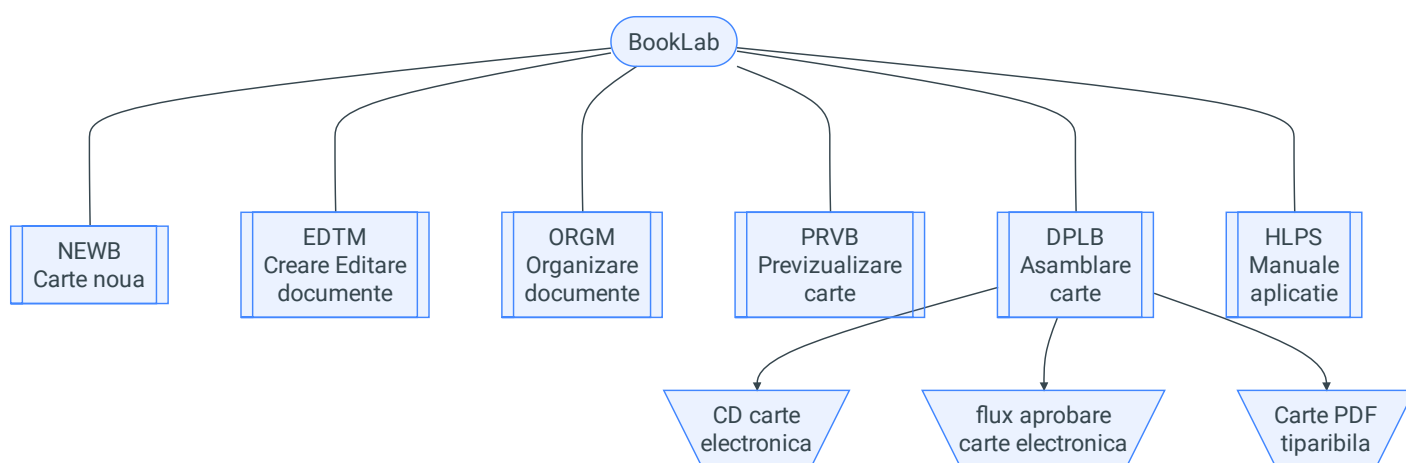 BookLab
NEWB
Carte noua
EDTM
Creare Editare
documente
ORGM
Organizare
documente
PRVB
Previzualizare
carte
DPLB
Asamblare
carte
HLPS
Manuale
aplicatie
CD carte
electronica
flux aprobare
carte electronica
Carte PDF
tiparibila